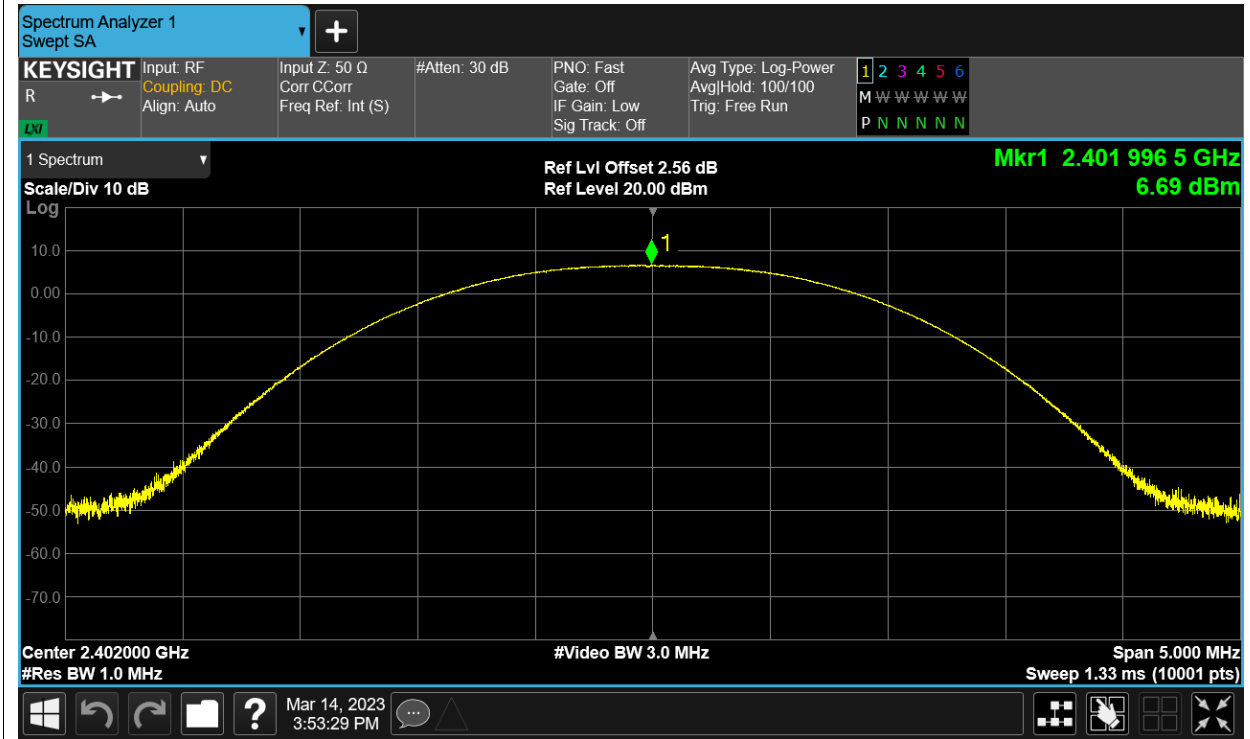 Spectrum Analyzer 1
Swept SA
+
KEYSIGHT
R
LXI
Input: RF
Coupling: DC
Align: Auto
Input Z: 50 Ω
Corr CCorr
Freq Ref: Int (S)
#Atten: 30 dB
PNO: Fast
Gate: Off
IF Gain: Low
Sig Track: Off
Avg Type: Log-Power
Avg|Hold: 100/100
Trig: Free Run
1 2 3 4 5 6
M W W W W W
P N N N N N
1 Spectrum
Scale/Div 10 dB
Log
Ref Lvl Offset 2.56 dB
Ref Level 20.00 dBm
Mkr1 2.401 996 5 GHz
6.69 dBm
1
10.0
0.00
-10.0
-20.0
-30.0
-40.0
-50.0
-60.0
-70.0
Center 2.402000 GHz
#Res BW 1.0 MHz
#Video BW 3.0 MHz
Span 5.000 MHz
Sweep 1.33 ms (10001 pts)
?
Mar 14, 2023
3:53:29 PM